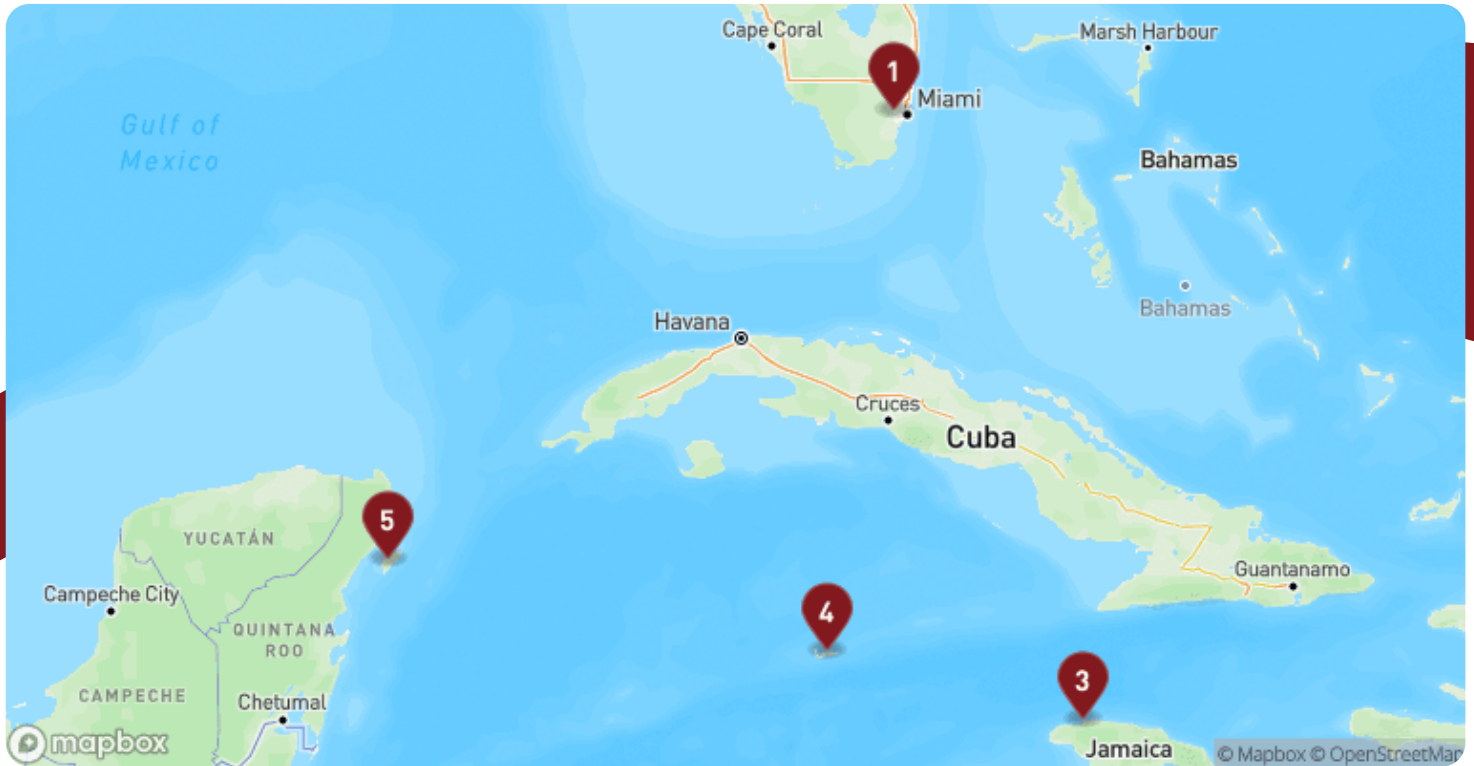 Cape Coral
Marsh Harbour
1
Miami
Gulf of
Mexico
Bahamas
Bahamas
Havana
Cruces
Cuba
5
YUCATÁN
Guantanamo
Campeche City
4
QUINTANA
ROO
3
CAMPECHE
Chetumal
mapbox
Jamaica
© Mapbox © OpenStreetMap